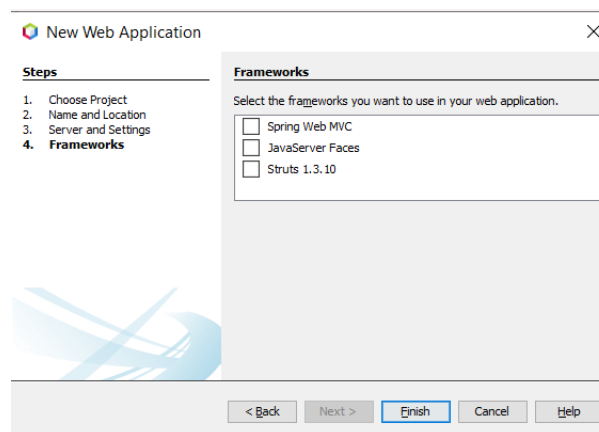 New Web Application
Steps
1. Choose Project
2. Name and Location
3. Server and Settings
4. Frameworks
Frameworks
Select the frameworks you want to use in your web application.
Spring Web MVC
JavaServer Faces
Struts 1.3.10
< Back Next > Finish Cancel Help